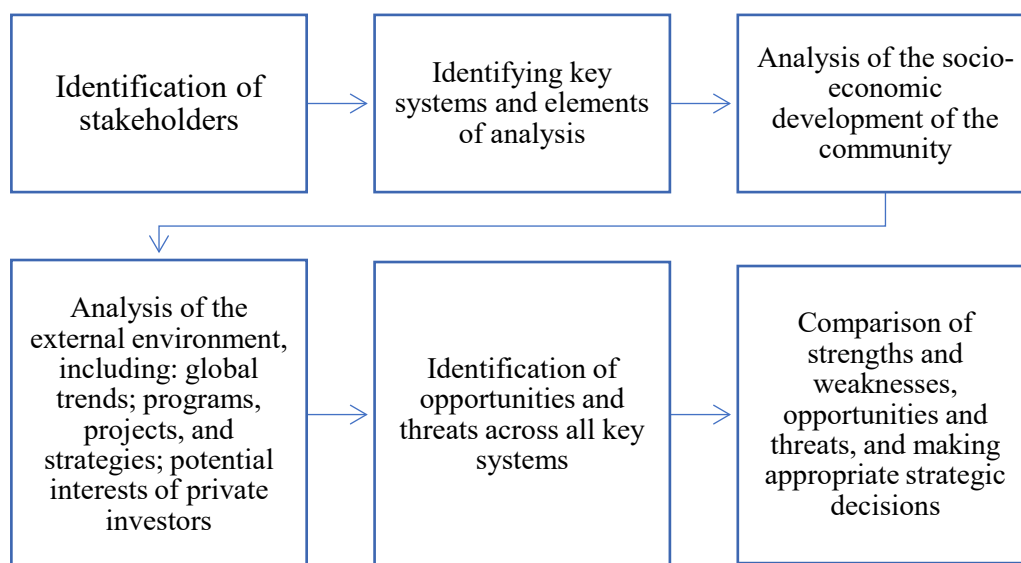 Identification of
stakeholders
Identifying key
systems and elements
of analysis
Analysis of the socio-
economic
development of the
community
Analysis of the
external environment,
including: global
trends; programs,
projects, and
strategies; potential
interests of private
investors
Identification of
opportunities and
threats across all key
systems
Comparison of
strengths and
weaknesses,
opportunities and
threats, and making
appropriate strategic
decisions